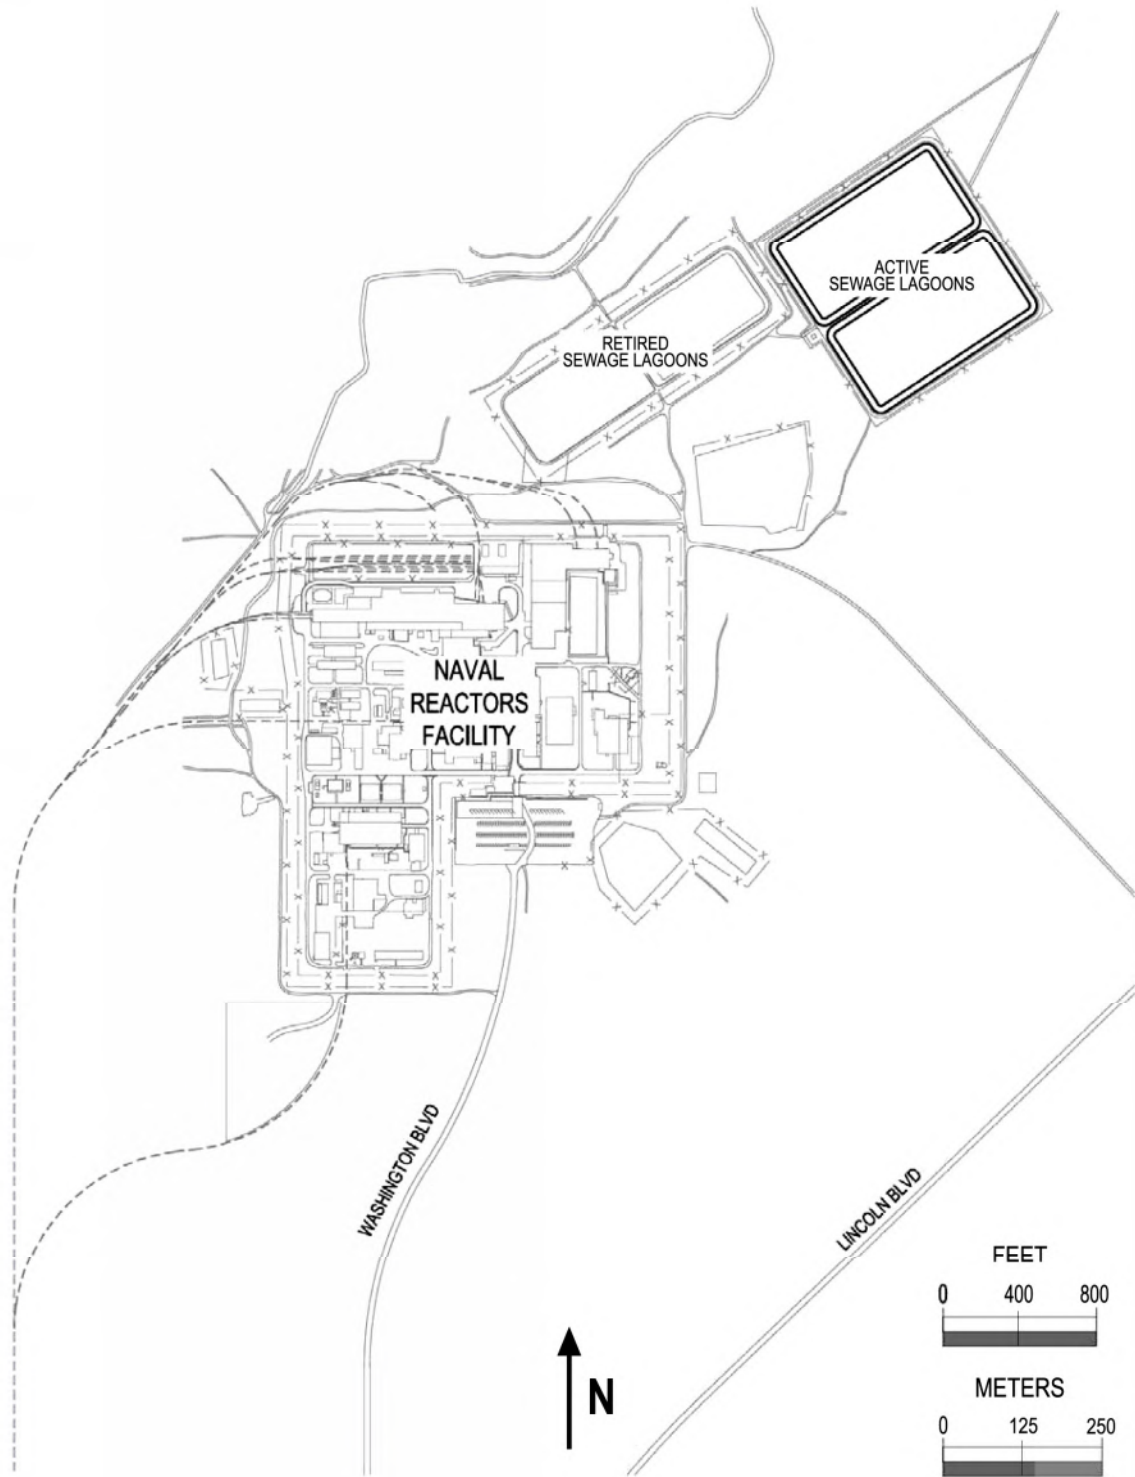 ACTIVE
SEWAGE LAGOONS
RETIRED
SEWAGE LAGOONS
NAVAL
REACTORS
FACILITY
WASHINGTON BLVD
LINCOLN BLVD
FEET
0 400 800
N
METERS
0 125 250